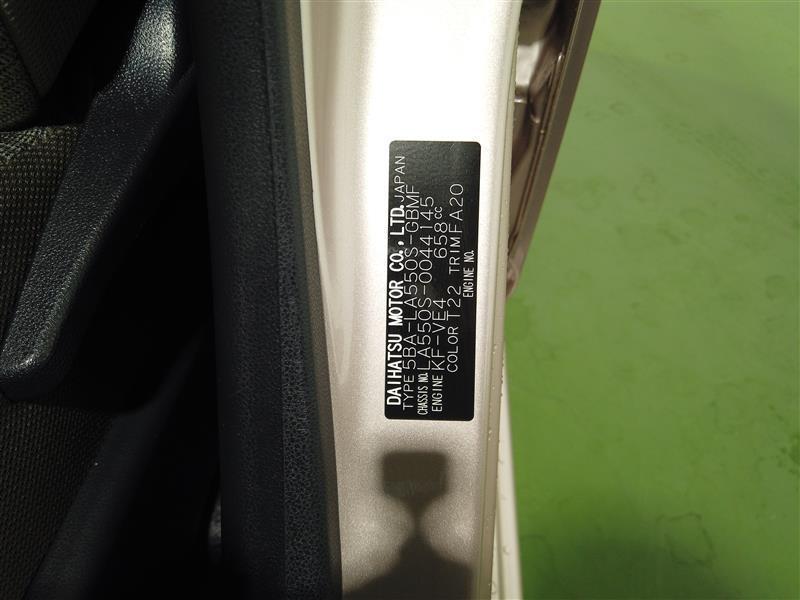 DAIHATSU MOTOR CO., LTD. JAPAN
TYPE 5BA-LA550S-GBMF
CHASSIS NO. LA550S-0044145
ENGINE KF-VE4 658cc
COLOR T22 TRIM FA20
ENGINE NO.